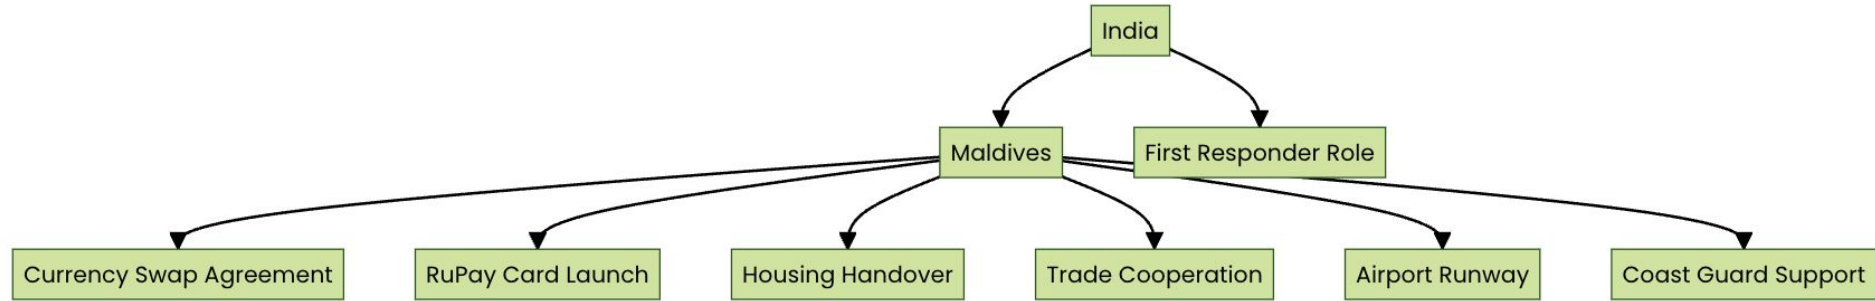 India
Maldives
First Responder Role
Currency Swap Agreement
RuPay Card Launch
Housing Handover
Trade Cooperation
Airport Runway
Coast Guard Support